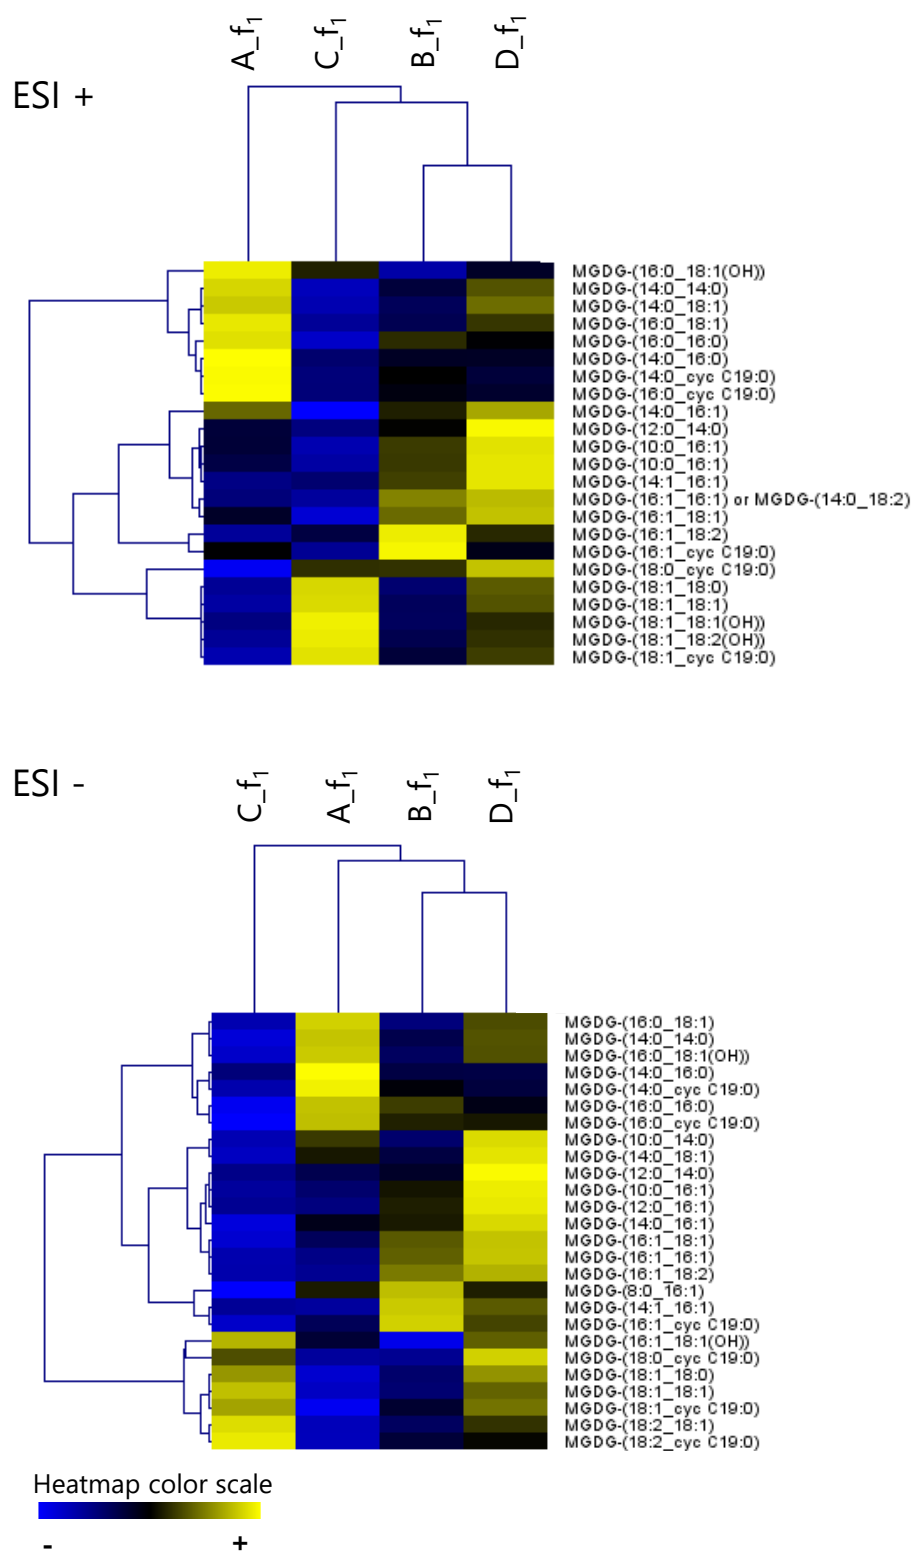 A_f1
C_f1
B_f1
D_f1
ESI +
MGDG-(16:0_18:1(OH))
MGDG-(14:0_14:0)
MGDG-(14:0_18:1)
MGDG-(16:0_18:1)
MGDG-(16:0_16:0)
MGDG-(14:0_16:0)
MGDG-(14:0_cyc C19:0)
MGDG-(16:0_cyc C19:0)
MGDG-(14:0_16:1)
MGDG-(12:0_14:0)
MGDG-(10:0_16:1)
MGDG-(10:0_16:1)
MGDG-(14:1_16:1)
MGDG-(16:1_16:1) or MGDG-(14:0_18:2)
MGDG-(16:1_18:1)
MGDG-(16:1_18:2)
MGDG-(16:1_cyc C19:0)
MGDG-(18:0_cyc C19:0)
MGDG-(18:1_18:0)
MGDG-(18:1_18:1)
MGDG-(18:1_18:1(OH))
MGDG-(18:1_18:2(OH))
MGDG-(18:1_cyc C19:0)
ESI -
C_f1
A_f1
B_f1
D_f1
MGDG-(16:0_18:1)
MGDG-(14:0_14:0)
MGDG-(16:0_18:1(OH))
MGDG-(14:0_16:0)
MGDG-(14:0_cyc C19:0)
MGDG-(16:0_16:0)
MGDG-(16:0_cyc C19:0)
MGDG-(10:0_14:0)
MGDG-(14:0_18:1)
MGDG-(12:0_14:0)
MGDG-(10:0_16:1)
MGDG-(12:0_16:1)
MGDG-(14:0_16:1)
MGDG-(16:1_18:1)
MGDG-(16:1_16:1)
MGDG-(16:1_18:2)
MGDG-(8:0_16:1)
MGDG-(14:1_16:1)
MGDG-(16:1_cyc C19:0)
MGDG-(16:1_18:1(OH))
MGDG-(18:0_cyc C19:0)
MGDG-(18:1_18:0)
MGDG-(18:1_18:1)
MGDG-(18:1_cyc C19:0)
MGDG-(18:2_18:1)
MGDG-(18:2_cyc C19:0)
Heatmap color scale
- +